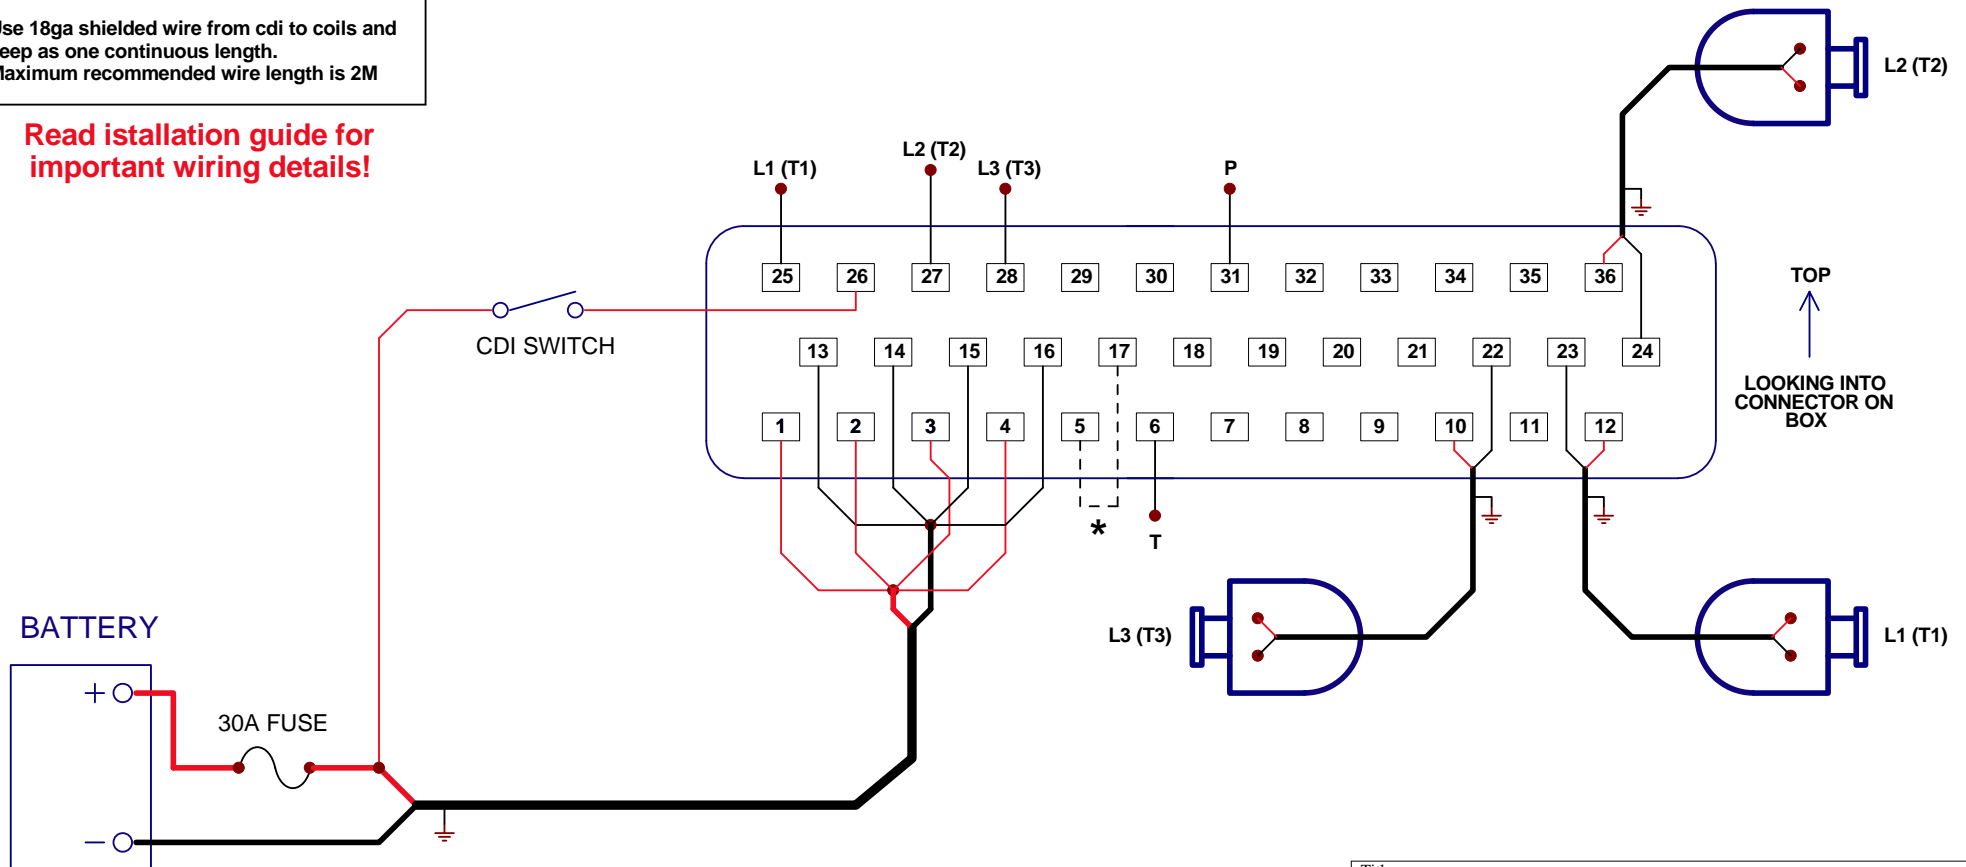 Use 18ga shielded wire from cdi to coils and
keep as one continuous length.
Maximum recommended wire length is 2M
Read istallation guide for
important wiring details!
L2 (T2)
L1 (T1)
L2 (T2)
L3 (T3)
P
25 26 27 28 29 30 31 32 33 34 35 36
TOP
CDI SWITCH
13 14 15 16 17 18 19 20 21 22 23 24
LOOKING INTO
CONNECTOR ON
BOX
1 2 3 4 5 6 7 8 9 10 11 12
*
T
BATTERY
L3 (T3)
L1 (T1)
+
30A FUSE
−